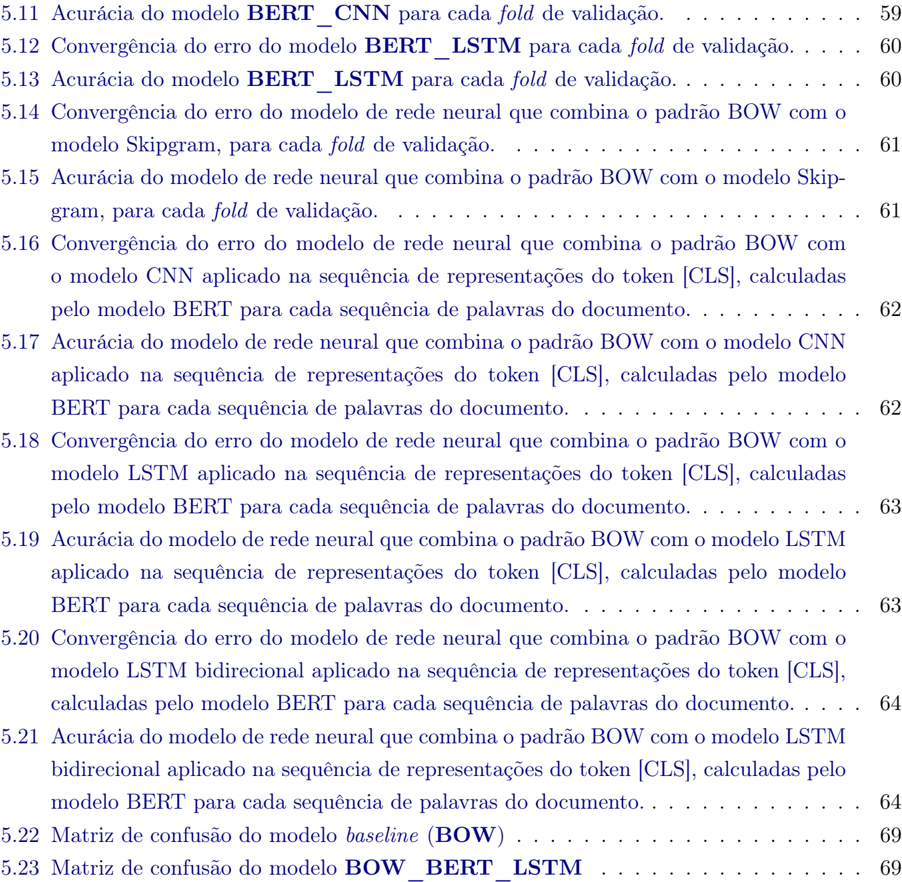 5.11 Acurácia do modelo BERT_CNN para cada fold de validação. . . . . . . . . . . . 59
5.12 Convergência do erro do modelo BERT_LSTM para cada fold de validação. . . . . . 60
5.13 Acurácia do modelo BERT_LSTM para cada fold de validação. . . . . . . . . . . . 60
5.14 Convergência do erro do modelo de rede neural que combina o padrão BOW com o
modelo Skipgram, para cada fold de validação. . . . . . . . . . . . . . . . . . . . . . 61
5.15 Acurácia do modelo de rede neural que combina o padrão BOW com o modelo Skip-
gram, para cada fold de validação. . . . . . . . . . . . . . . . . . . . . . . . . . . . . 61
5.16 Convergência do erro do modelo de rede neural que combina o padrão BOW com
o modelo CNN aplicado na sequência de representações do token [CLS], calculadas
pelo modelo BERT para cada sequência de palavras do documento. . . . . . . . . . . 62
5.17 Acurácia do modelo de rede neural que combina o padrão BOW com o modelo CNN
aplicado na sequência de representações do token [CLS], calculadas pelo modelo
BERT para cada sequência de palavras do documento. . . . . . . . . . . . . . . . . . 62
5.18 Convergência do erro do modelo de rede neural que combina o padrão BOW com o
modelo LSTM aplicado na sequência de representações do token [CLS], calculadas
pelo modelo BERT para cada sequência de palavras do documento. . . . . . . . . . . 63
5.19 Acurácia do modelo de rede neural que combina o padrão BOW com o modelo LSTM
aplicado na sequência de representações do token [CLS], calculadas pelo modelo
BERT para cada sequência de palavras do documento. . . . . . . . . . . . . . . . . . 63
5.20 Convergência do erro do modelo de rede neural que combina o padrão BOW com o
modelo LSTM bidirecional aplicado na sequência de representações do token [CLS],
calculadas pelo modelo BERT para cada sequência de palavras do documento. . . . . 64
5.21 Acurácia do modelo de rede neural que combina o padrão BOW com o modelo LSTM
bidirecional aplicado na sequência de representações do token [CLS], calculadas pelo
modelo BERT para cada sequência de palavras do documento. . . . . . . . . . . . . . 64
5.22 Matriz de confusão do modelo baseline (BOW) . . . . . . . . . . . . . . . . . . . . . 69
5.23 Matriz de confusão do modelo BOW_BERT_LSTM . . . . . . . . . . . . . . . . 69